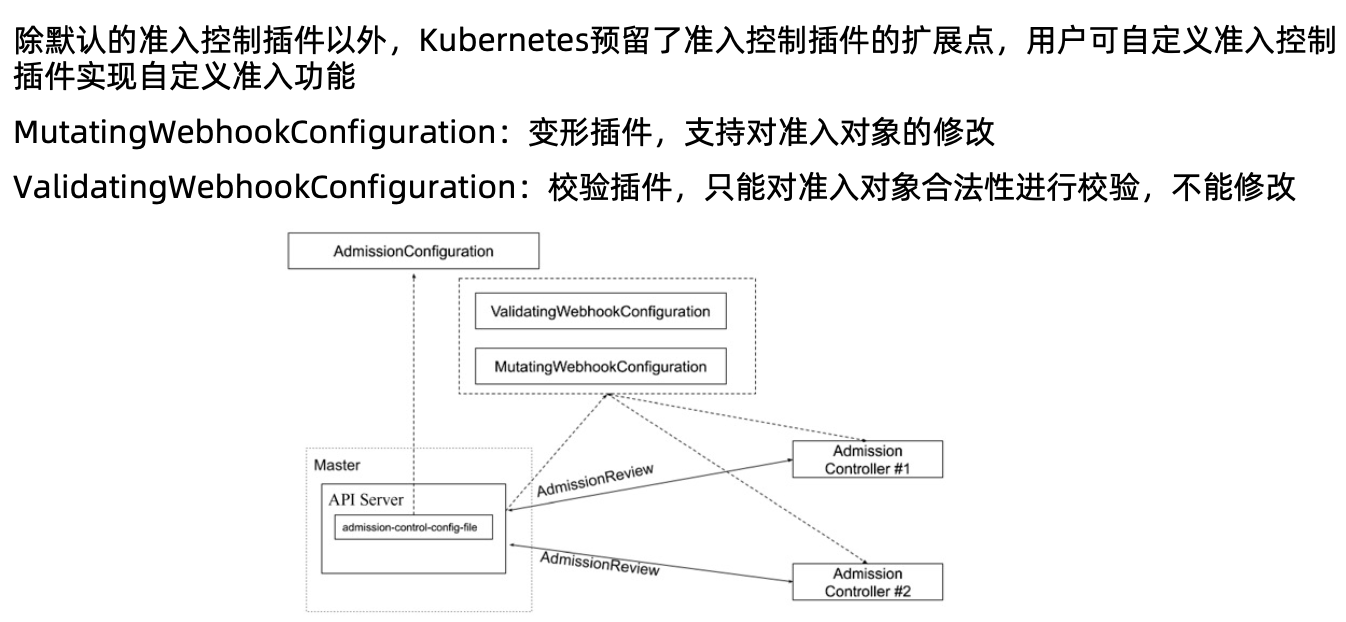 除默认的准入控制插件以外，Kubernetes预留了准入控制插件的扩展点，用户可自定义准入控制
插件实现自定义准入功能
MutatingWebhookConfiguration：变形插件，支持对准入对象的修改
ValidatingWebhookConfiguration：校验插件，只能对准入对象合法性进行校验，不能修改
AdmissionConfiguration
ValidatingWebhookConfiguration
MutatingWebhookConfiguration
Master
API Server
admission-control-config-file
AdmissionReview
Admission
Controller #1
AdmissionReview
Admission
Controller #2